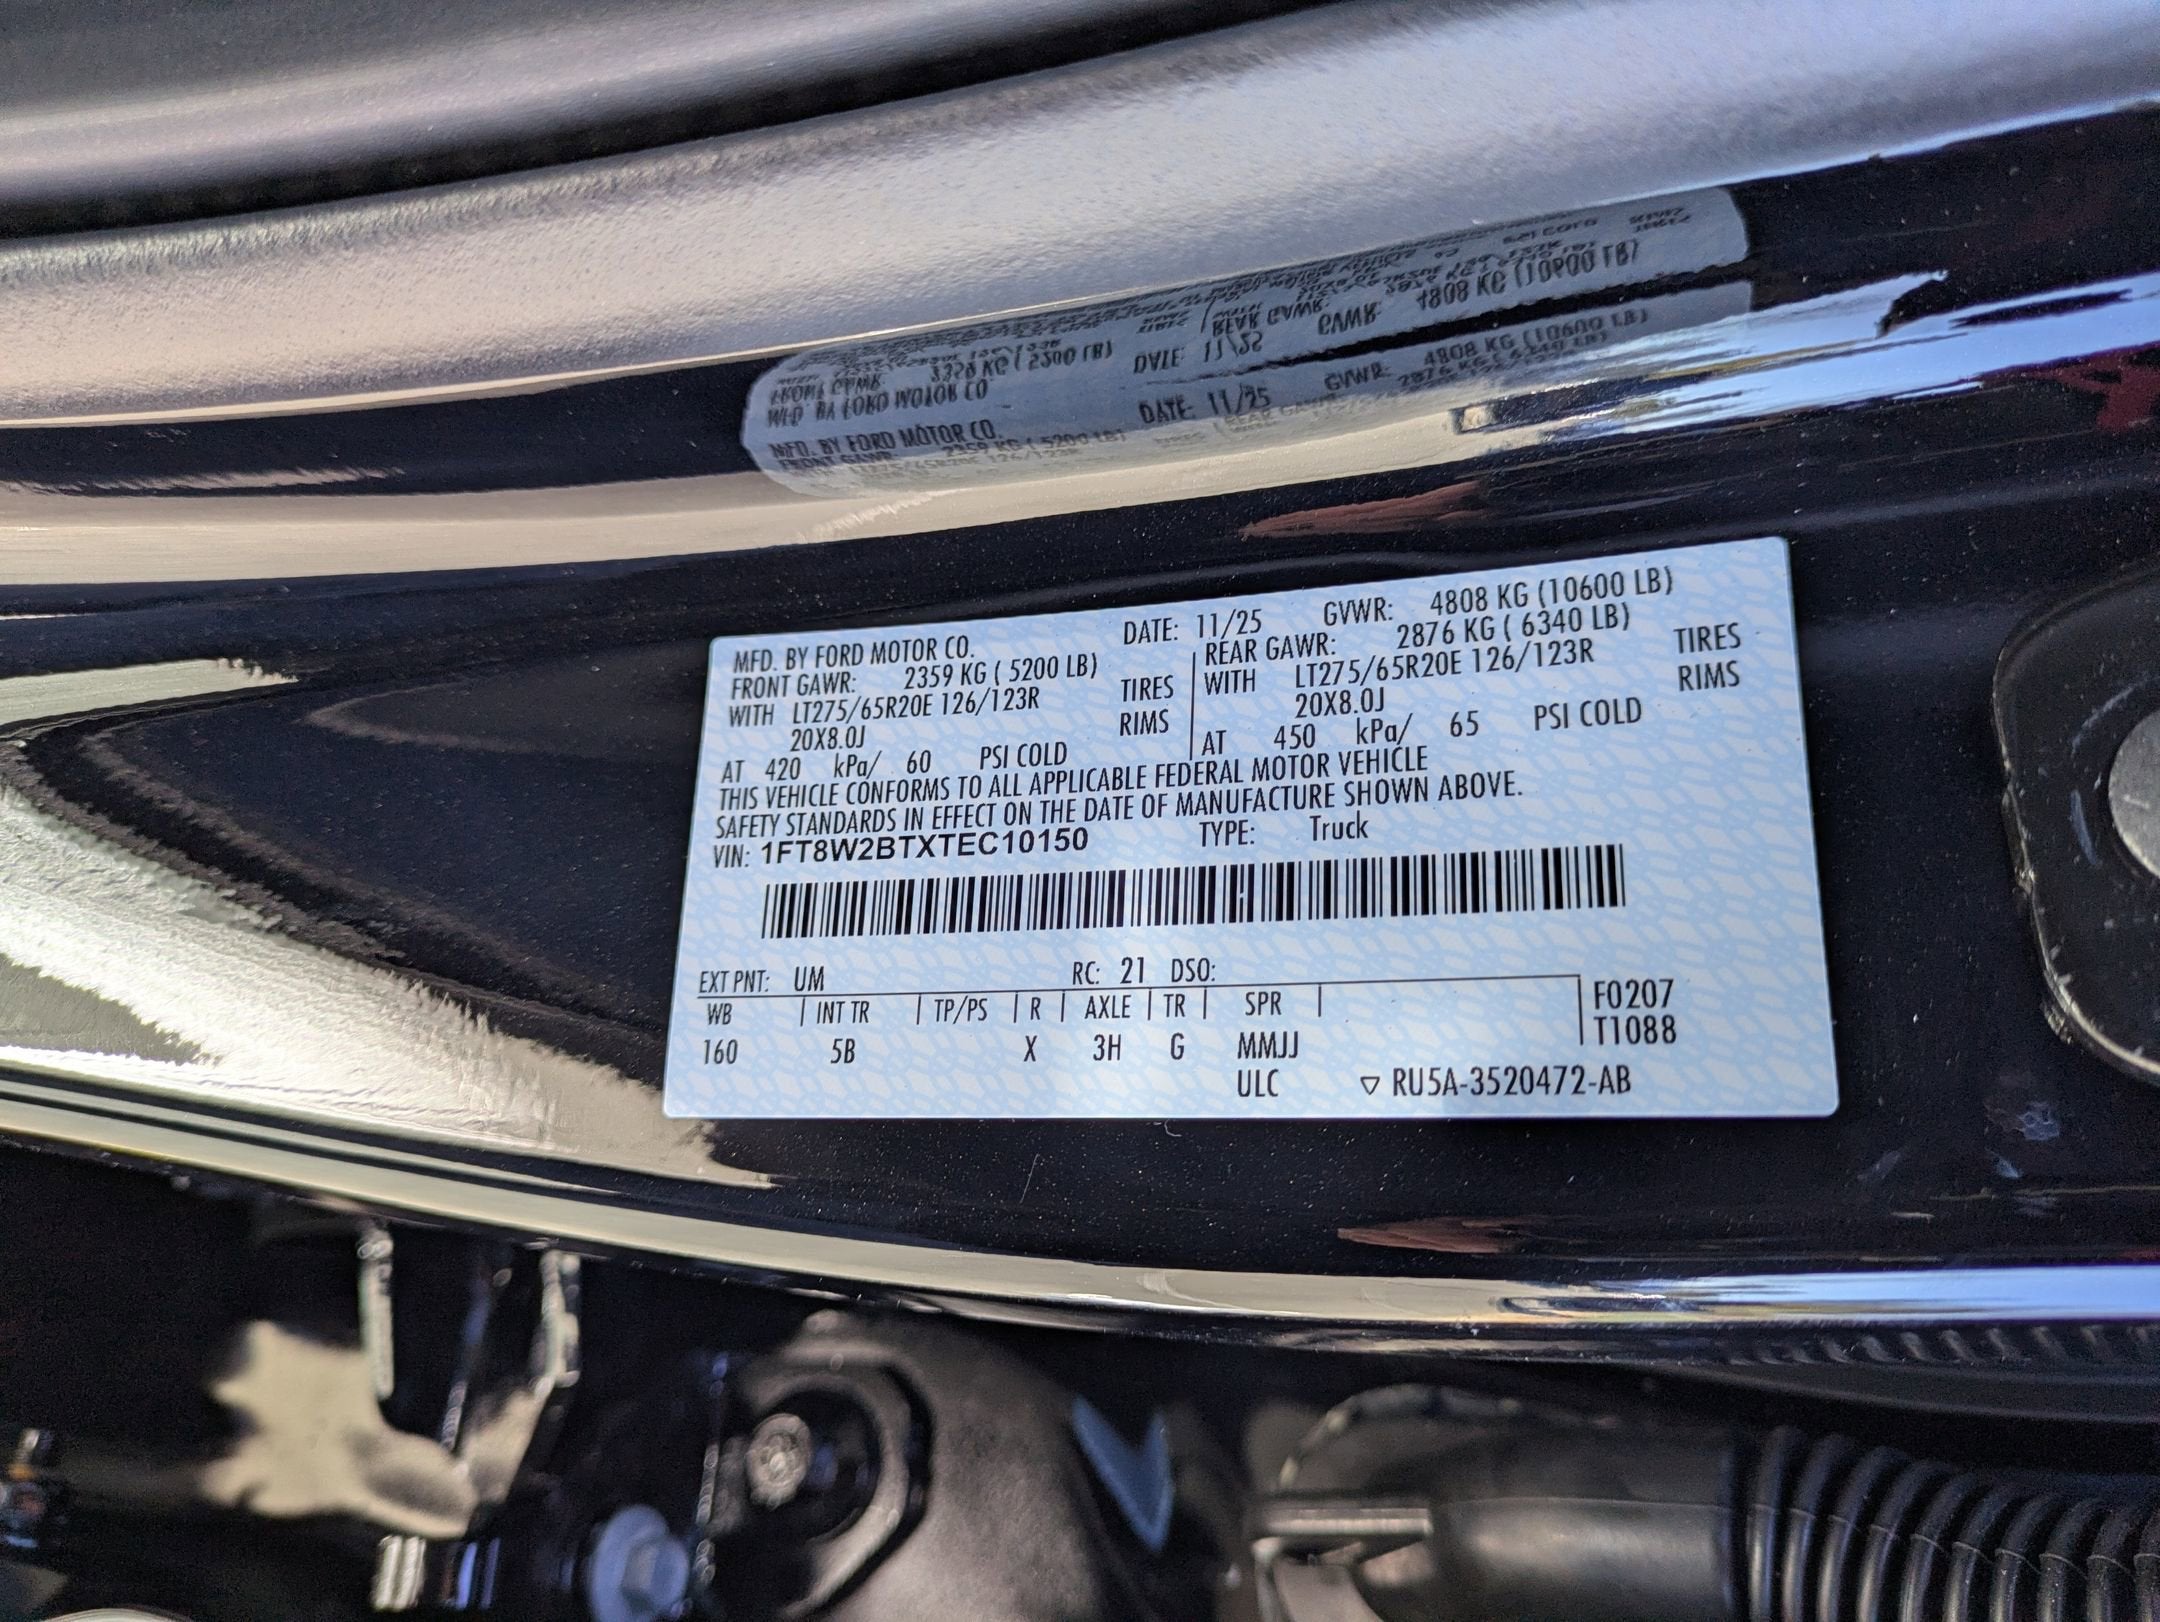 MFD. BY FORD MOTOR CO. DATE: 11/25 GVWR: 4808 KG (10600 LB)
FRONT GAWR: 2359 KG ( 5200 LB) REAR GAWR: 2876 KG ( 6340 LB)
WITH LT275/65R20E 126/123R TIRES WITH LT275/65R20E 126/123R TIRES
20X8.0J RIMS 20X8.0J RIMS
AT 420 kPa/ 60 PSI COLD AT 450 kPa/ 65 PSI COLD
THIS VEHICLE CONFORMS TO ALL APPLICABLE FEDERAL MOTOR VEHICLE
SAFETY STANDARDS IN EFFECT ON THE DATE OF MANUFACTURE SHOWN ABOVE.
VIN: 1FT8W2BTXTEC10150 TYPE: Truck
EXT PNT: UM RC: 21 DSO:
WB INT TR TP/PS R AXLE TR SPR F0207
160 5B X 3H G MMJJ T1088
ULC RU5A-3520472-AB